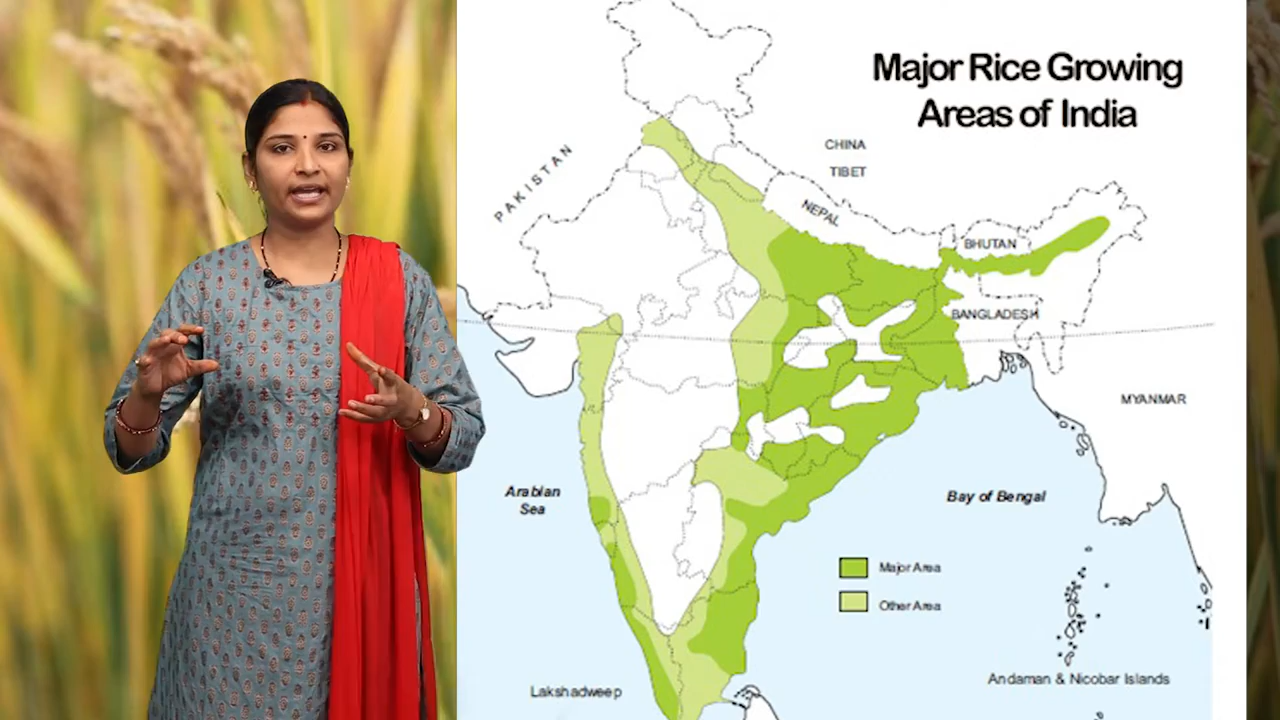 Major Rice Growing
Areas of India
CHINA
TIBET
PAKISTAN
NEPAL
BHUTAN
BANGLADESH
MYANMAR
Arabian
Sea
Bay of Bengal
Major Area
Other Area
Andaman & Nicobar Islands
Lakshadweep